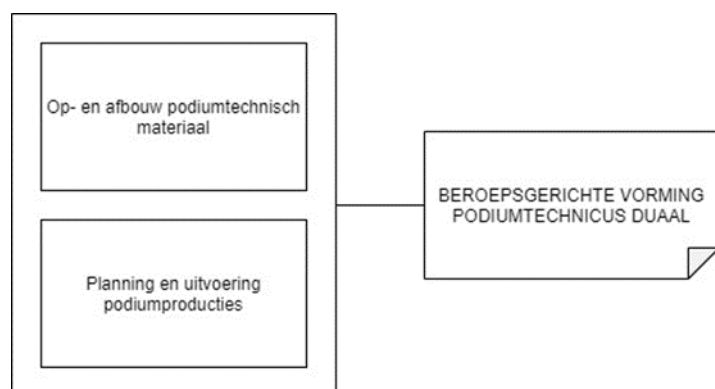 Op- en afbouw podiumtechnisch
materiaal
Planning en uitvoering
podiumproducties
BEROEPSGERICHTE VORMING
PODIUMTECHNICUS DUAAL